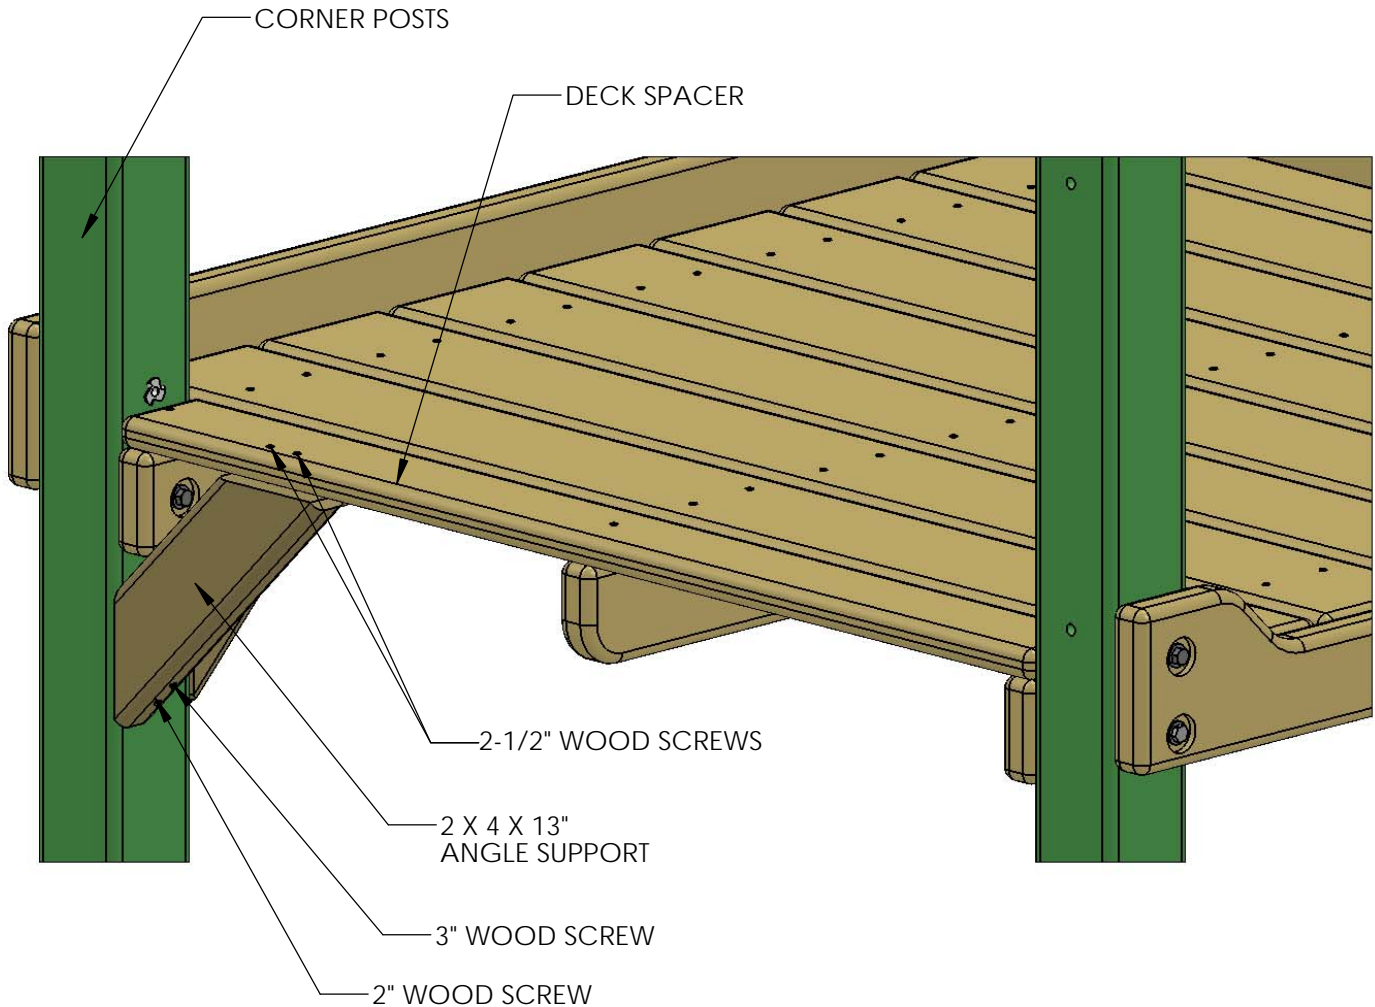 CORNER POSTS
DECK SPACER
2-1/2" WOOD SCREWS
2 X 4 X 13"
ANGLE SUPPORT
3" WOOD SCREW
2" WOOD SCREW